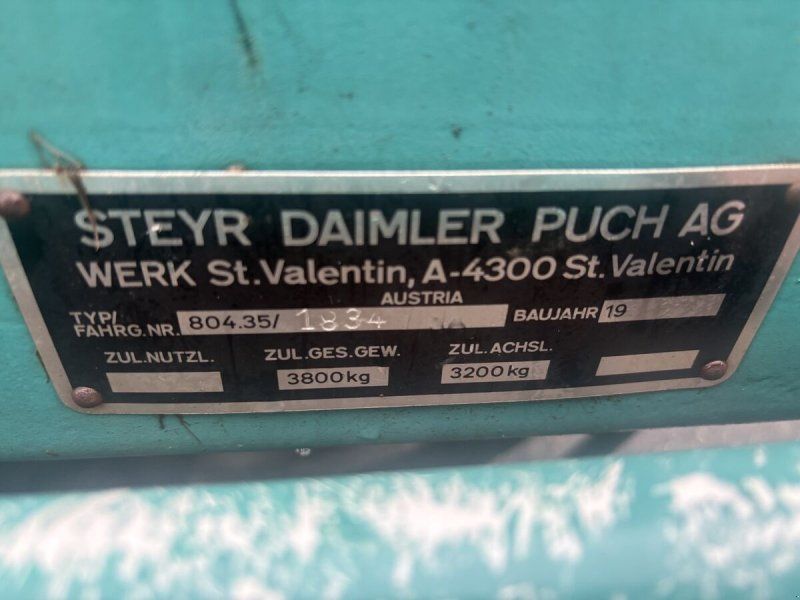 STEYR DAIMLER PUCH AG
WERK St. Valentin, A-4300 St. Valentin
AUSTRIA
TYP/
FAHRG.NR. 804.35/ 1834 BAUJAHR 19
ZUL.NUTZL. ZUL.GES.GEW. ZUL.ACHSL.
3800kg 3200kg